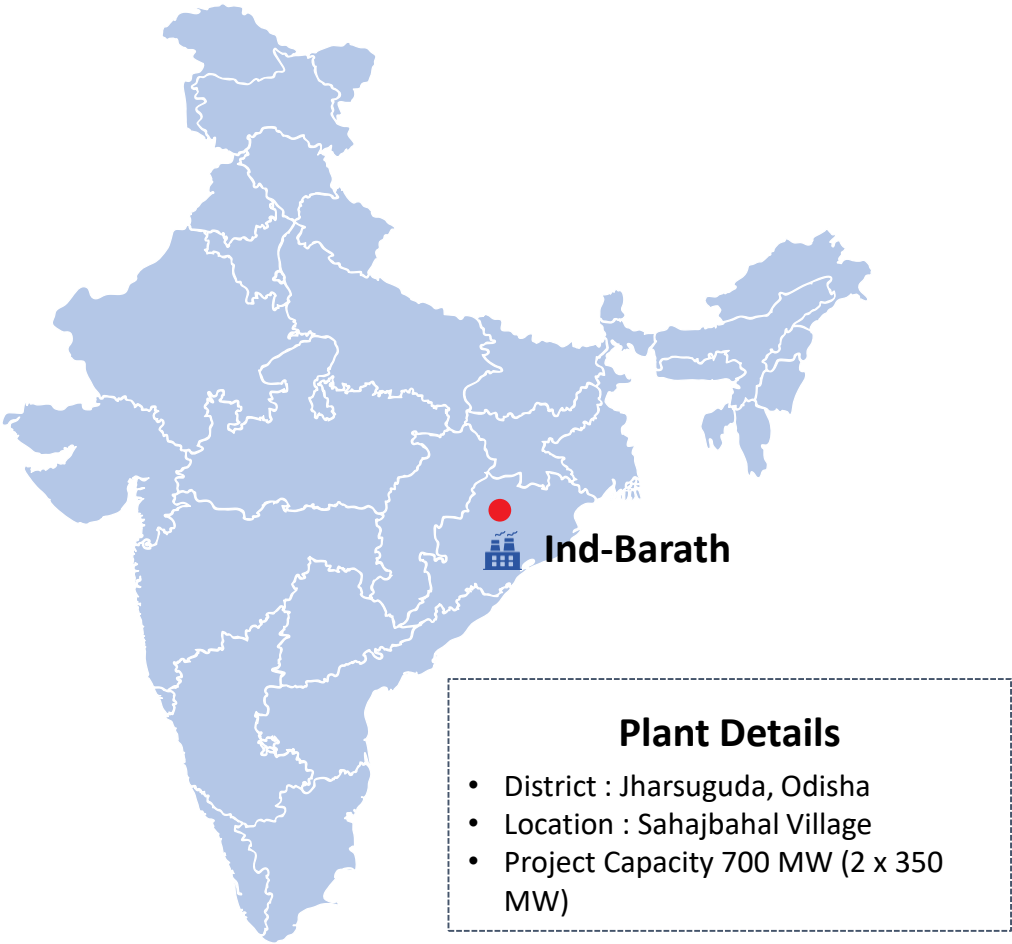 Ind-Barath
Plant Details
• District : Jharsuguda, Odisha
• Location : Sahajbahal Village
• Project Capacity 700 MW (2 x 350
MW)